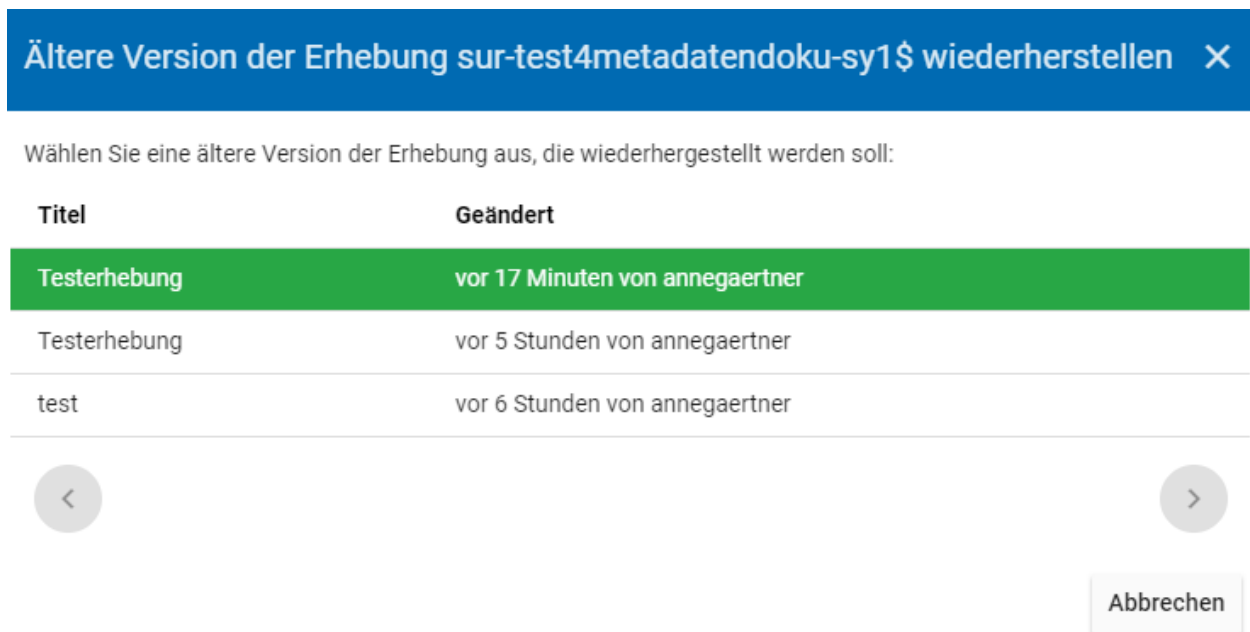 Ältere Version der Erhebung sur-test4metadatendoku-sy1$ wiederherstellen
Wählen Sie eine ältere Version der Erhebung aus, die wiederhergestellt werden soll:
Titel Geändert
Testerhebung vor 17 Minuten von annegaertner
Testerhebung vor 5 Stunden von annegaertner
test vor 6 Stunden von annegaertner
Abbrechen